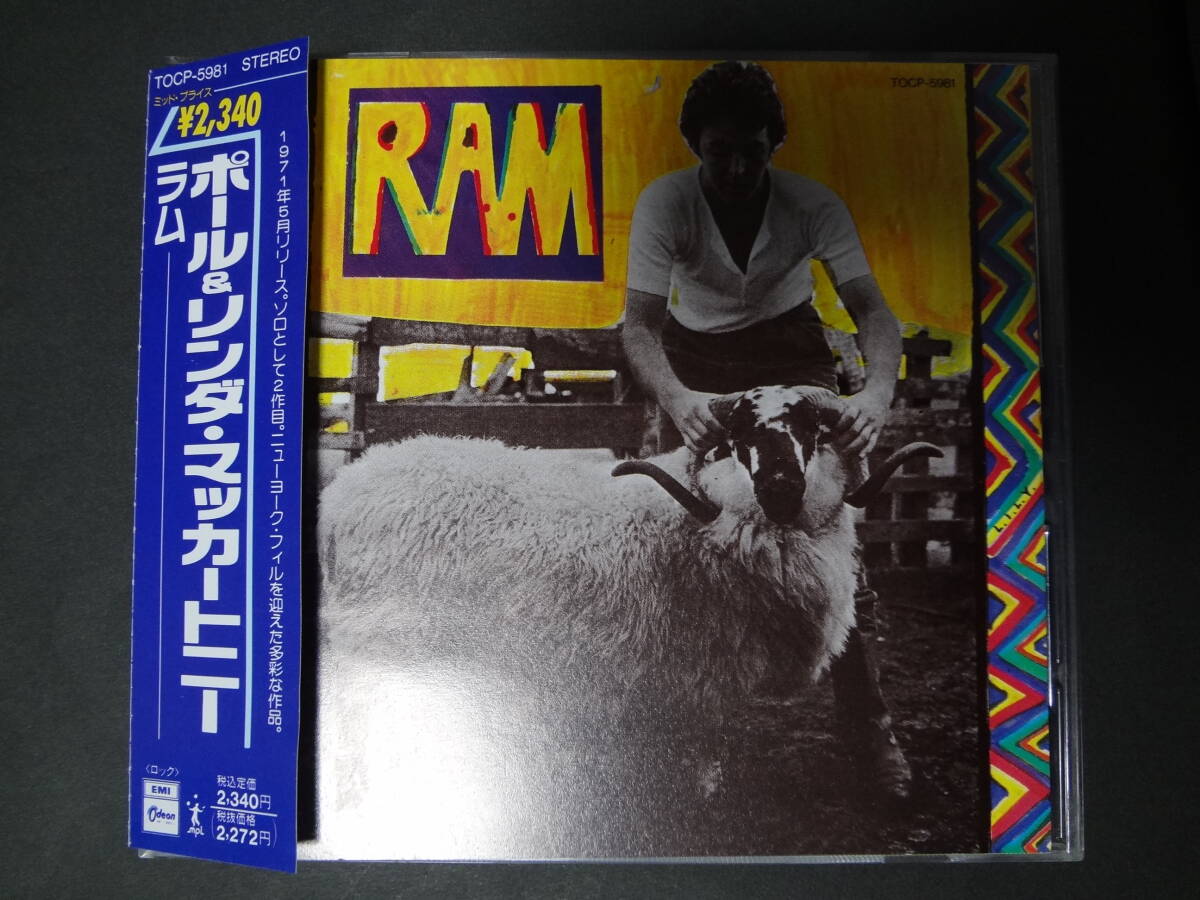 TOCP-5981 STEREO
ミッド・プライス
¥2,340
ポール&リンダ・マッカートニー
ラム
1971年5月リリース。ソロとして2作目。ニューヨーク・フィルを迎えた多彩な作品。
〈ロック〉
EMI
Odeon
mpL
税込定価
2,340円
(税抜価格
2,272円)
RAM
TOCP-5981
L.I.L.Y.